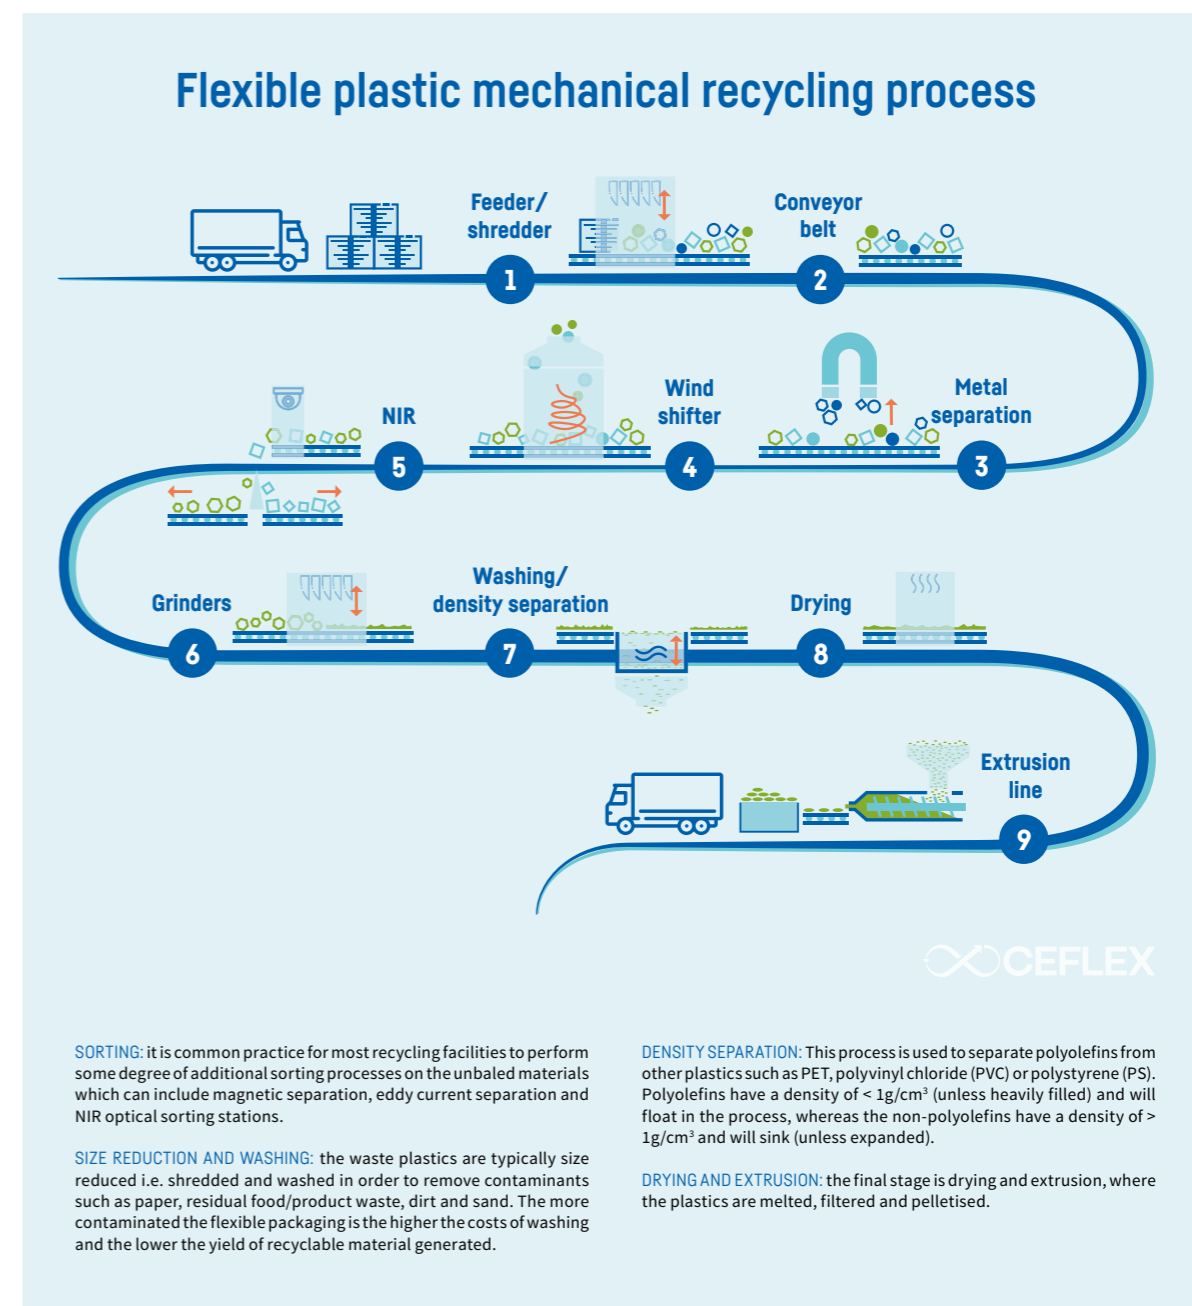 Flexible plastic mechanical recycling process
Feeder/
shredder
1
Conveyor
belt
2
Metal
separation
3
Wind
shifter
4
NIR
5
Grinders
6
Washing/
density separation
7
Drying
8
Extrusion
line
9
CEFLEX
SORTING: it is common practice for most recycling facilities to perform
some degree of additional sorting processes on the unbaled materials
which can include magnetic separation, eddy current separation and
NIR optical sorting stations.
SIZE REDUCTION AND WASHING: the waste plastics are typically size
reduced i.e. shredded and washed in order to remove contaminants
such as paper, residual food/product waste, dirt and sand. The more
contaminated the flexible packaging is the higher the costs of washing
and the lower the yield of recyclable material generated.
DENSITY SEPARATION: This process is used to separate polyolefins from
other plastics such as PET, polyvinyl chloride (PVC) or polystyrene (PS).
Polyolefins have a density of < 1g/cm³ (unless heavily filled) and will
float in the process, whereas the non-polyolefins have a density of >
1g/cm³ and will sink (unless expanded).
DRYING AND EXTRUSION: the final stage is drying and extrusion, where
the plastics are melted, filtered and pelletised.